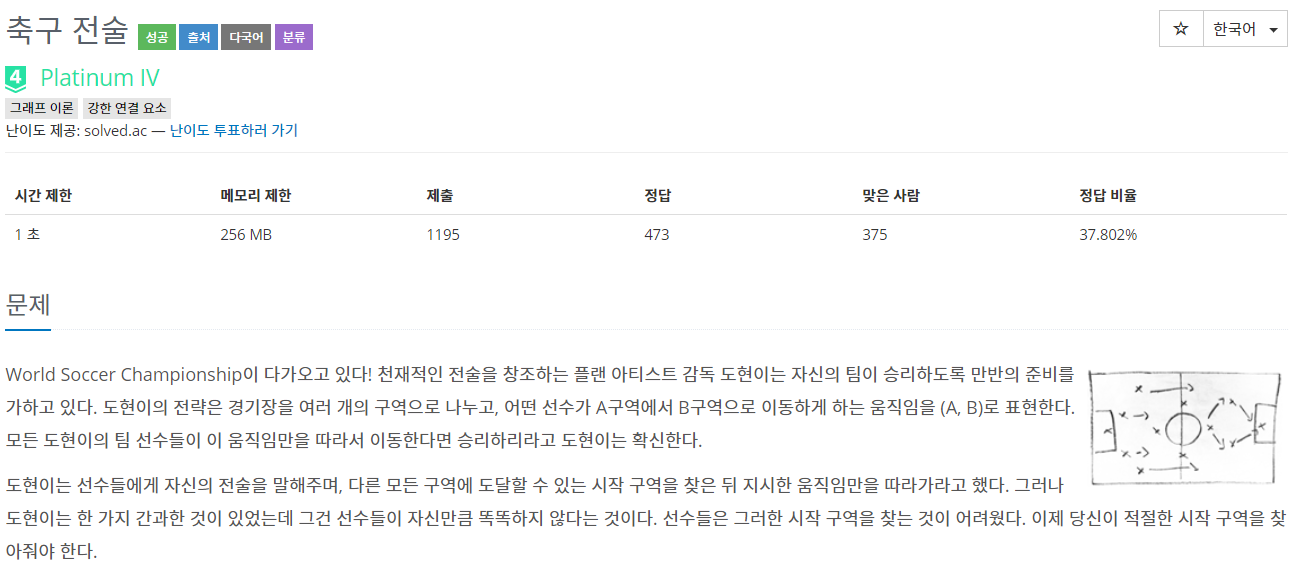 축구 전술 성공 출처 다국어 분류
☆ 한국어
4 Platinum IV
그래프 이론 강한 연결 요소
난이도 제공: solved.ac — 난이도 투표하러 가기
시간 제한 메모리 제한 제출 정답 맞은 사람 정답 비율
1 초 256 MB 1195 473 375 37.802%
문제
World Soccer Championship이 다가오고 있다! 천재적인 전술을 창조하는 플랜 아티스트 감독 도현이는 자신의 팀이 승리하도록 만반의 준비를
가하고 있다. 도현이의 전략은 경기장을 여러 개의 구역으로 나누고, 어떤 선수가 A구역에서 B구역으로 이동하게 하는 움직임을 (A, B)로 표현한다.
모든 도현이의 팀 선수들이 이 움직임만을 따라서 이동한다면 승리하리라고 도현이는 확신한다.
도현이는 선수들에게 자신의 전술을 말해주며, 다른 모든 구역에 도달할 수 있는 시작 구역을 찾은 뒤 지시한 움직임만을 따라가라고 했다. 그러나
도현이는 한 가지 간과한 것이 있었는데 그건 선수들이 자신만큼 똑똑하지 않다는 것이다. 선수들은 그러한 시작 구역을 찾는 것이 어려웠다. 이제 당신이 적절한 시작 구역을 찾
아줘야 한다.